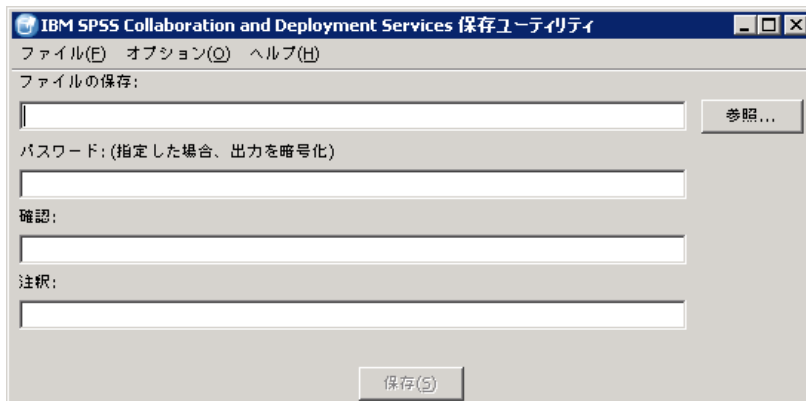 IBM SPSS Collaboration and Deployment Services 保存ユーティリティ
ファイル(F) オプション(O) ヘルプ(H)
ファイルの保存:
参照...
パスワード: (指定した場合、出力を暗号化)
確認:
注釈:
保存(S)